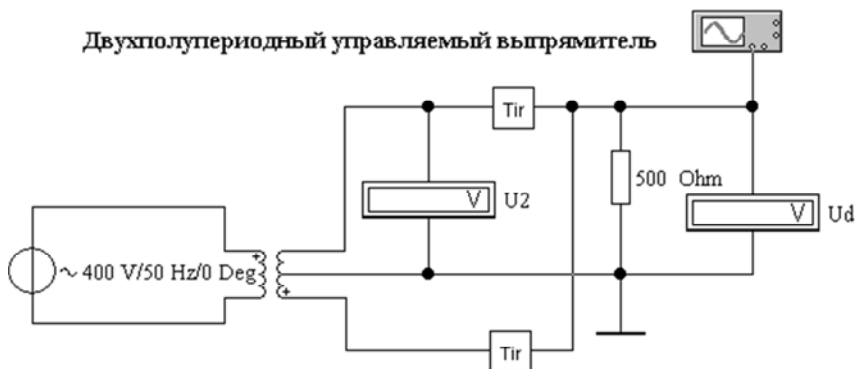 Двухполупериодный управляемый выпрямитель
Tir
500 Ohm
V U2
V Ud
~ 400 V/50 Hz/0 Deg
+
+
Tir